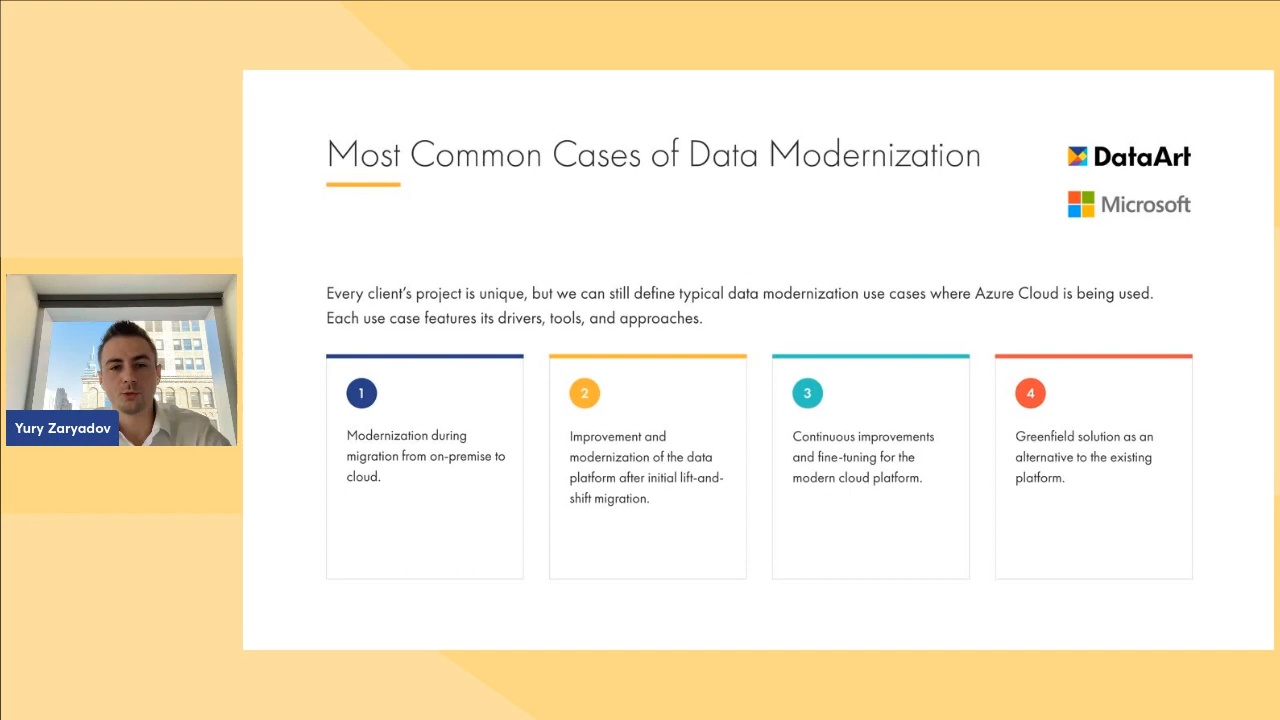 Most Common Cases of Data Modernization
DataArt
Microsoft
Every client's project is unique, but we can still define typical data modernization use cases where Azure Cloud is being used.
Each use case features its drivers, tools, and approaches.
1
Modernization during
migration from on-premise to
cloud.
2
Improvement and
modernization of the data
platform after initial lift-and-
shift migration.
3
Continuous improvements
and fine-tuning for the
modern cloud platform.
4
Greenfield solution as an
alternative to the existing
platform.
Yury Zaryadov